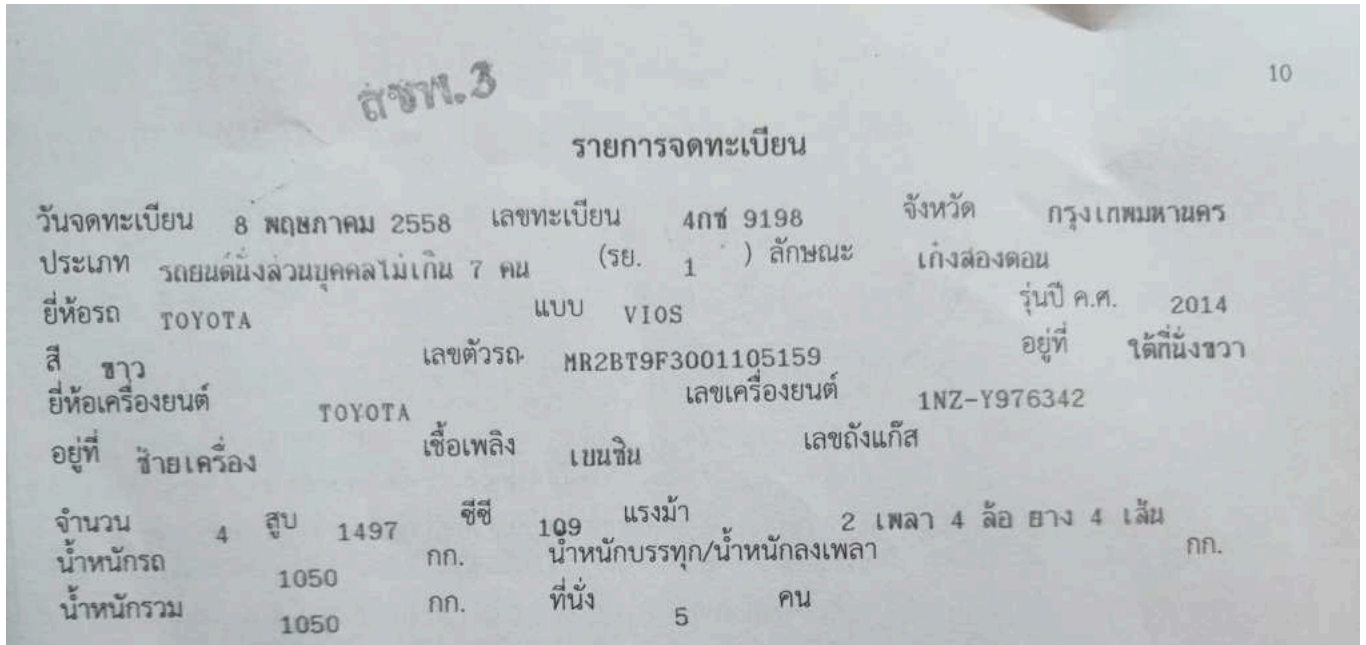 10
สชพ.3
รายการจดทะเบียน
วันจดทะเบียน 8 พฤษภาคม 2558 เลขทะเบียน 4กช 9198 จังหวัด กรุงเทพมหานคร
ประเภท รถยนต์นั่งส่วนบุคคลไม่เกิน 7 คน (รย. 1 ) ลักษณะ เก๋งสองตอน
ยี่ห้อรถ TOYOTA แบบ VIOS รุ่นปี ค.ศ. 2014
สี ขาว เลขตัวรถ MR2BT9F3001105159 อยู่ที่ ใต้ที่นั่งขวา
ยี่ห้อเครื่องยนต์ TOYOTA เลขเครื่องยนต์ 1NZ-Y976342
อยู่ที่ ซ้ายเครื่อง เชื้อเพลิง เบนซิน เลขถังแก๊ส
จำนวน 4 สูบ 1497 ซีซี 109 แรงม้า 2 เพลา 4 ล้อ ยาง 4 เส้น
น้ำหนักรถ 1050 กก. น้ำหนักบรรทุก/น้ำหนักลงเพลา กก.
น้ำหนักรวม 1050 กก. ที่นั่ง 5 คน